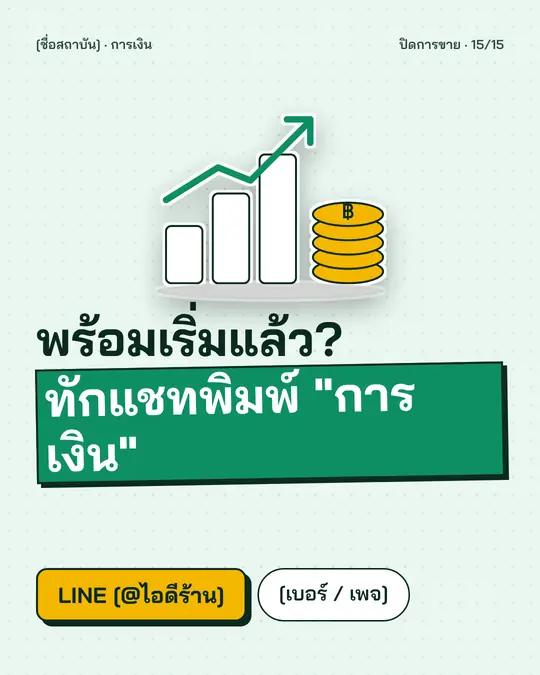 (ชื่อสถาบัน) · การเงิน
ปิดการขาย · 15/15
฿
พร้อมเริ่มแล้ว?
ทักแชทพิมพ์ "การ
เงิน"
LINE (@ไอดีร้าน)
(เบอร์ / เพจ)